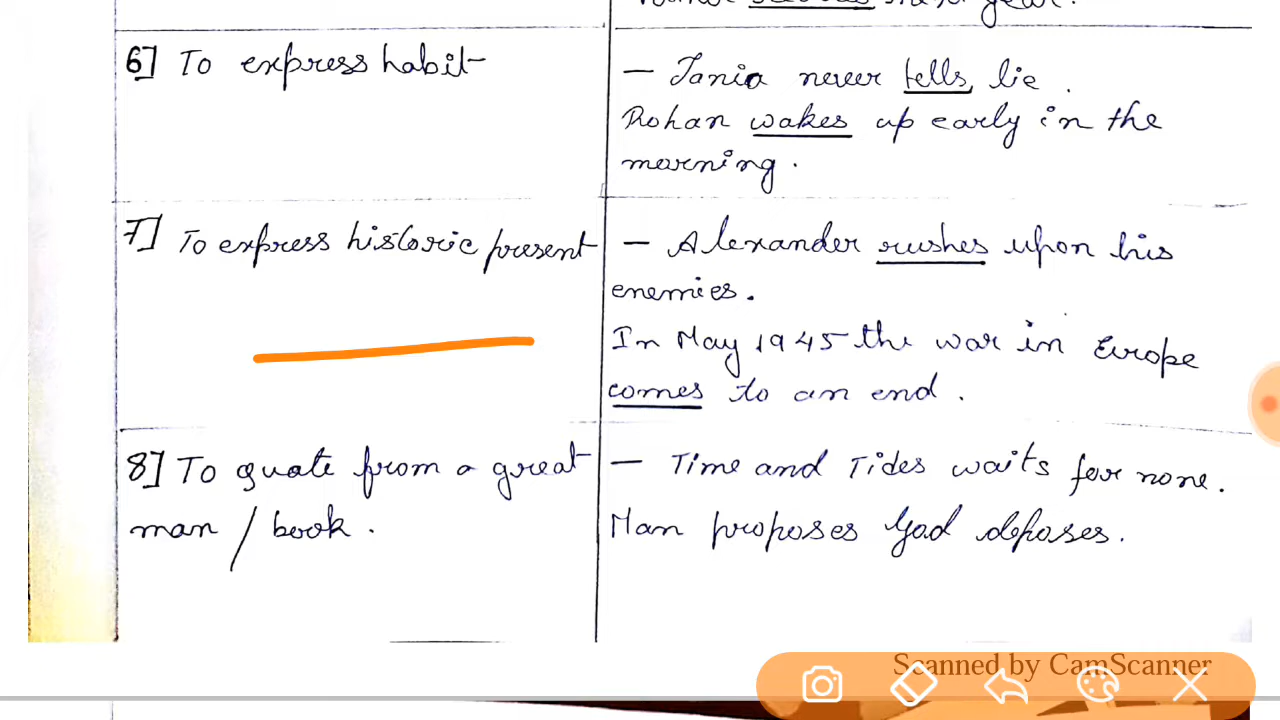 6] To express habit
— Tania never tells lie.
Rohan wakes up early in the
morning.
7] To express historic present
— Alexander rushes upon his
enemies.
In May 1945 the war in Europe
comes to an end.
8] To quate from a great
man / book.
— Time and Tides waits for none.
Man proposes God deposes.
Scanned by CamScanner